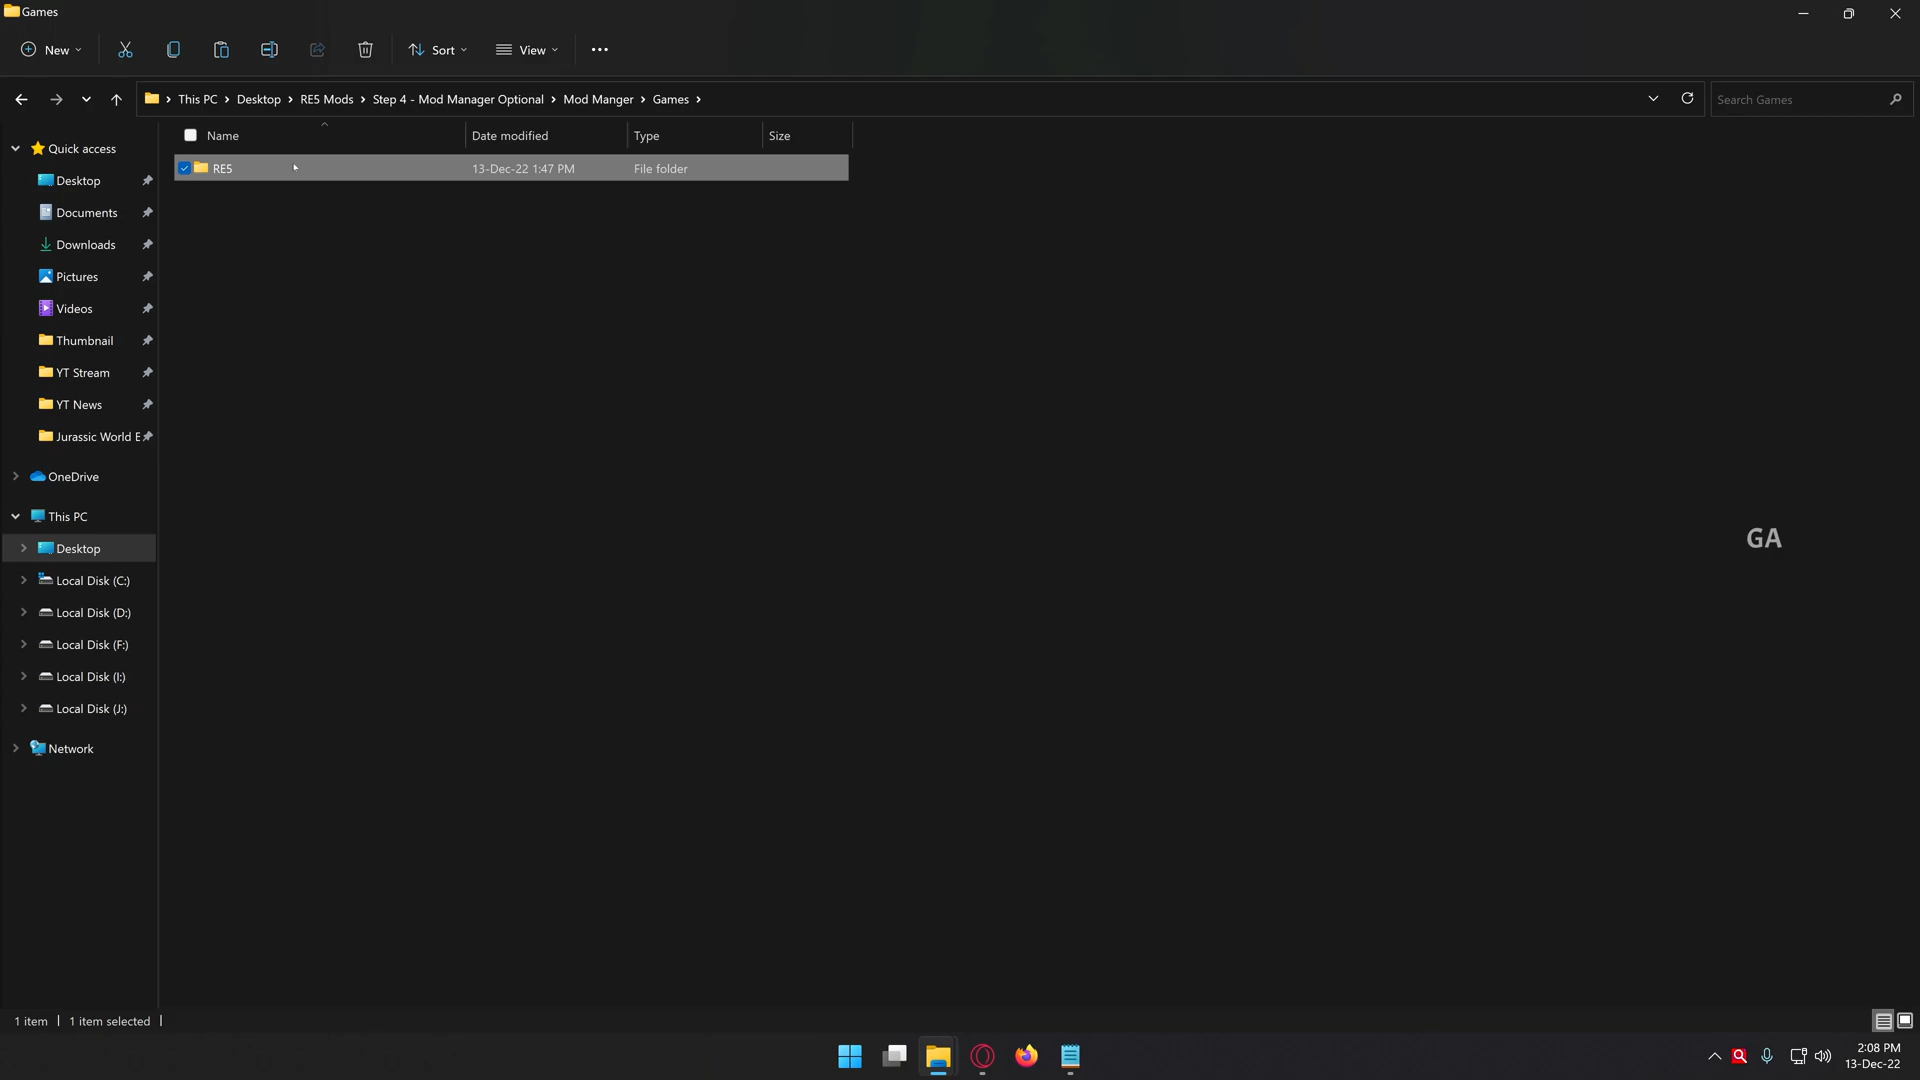 Games
New
Sort
View
This PC > Desktop > RE5 Mods > Step 4 - Mod Manager Optional > Mod Manger > Games >
Search Games
Name
Date modified
Type
Size
RE5
13-Dec-22 1:47 PM
File folder
Quick access
Desktop
Documents
Downloads
Pictures
Videos
Thumbnail
YT Stream
YT News
Jurassic World E
OneDrive
This PC
Desktop
Local Disk (C:)
Local Disk (D:)
Local Disk (F:)
Local Disk (I:)
Local Disk (J:)
Network
GA
1 item
1 item selected
2:08 PM
13-Dec-22